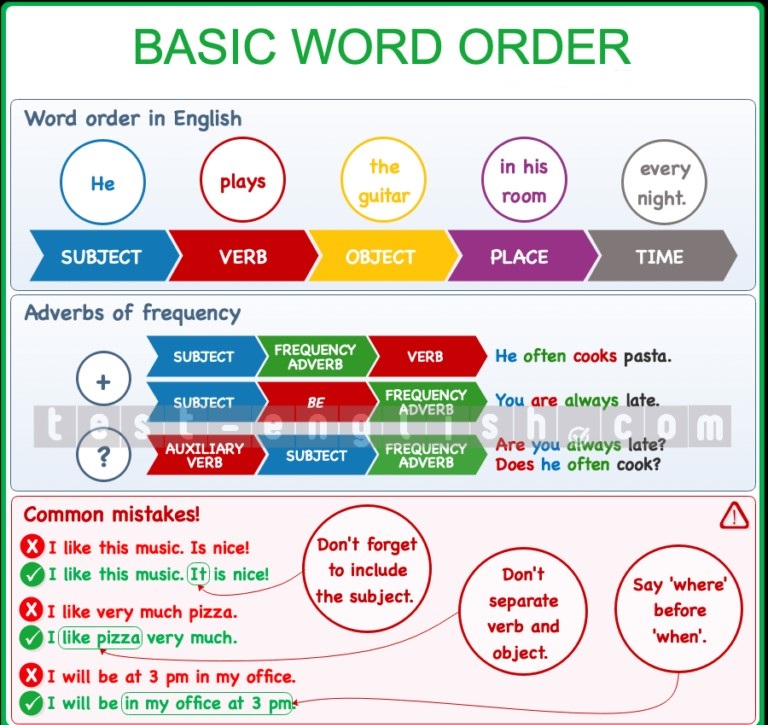 BASIC WORD ORDER
Word order in English
He
plays
the
guitar
in his
room
every
night.
SUBJECT
VERB
OBJECT
PLACE
TIME
Adverbs of frequency
+
SUBJECT
FREQUENCY
ADVERB
VERB
He often cooks pasta.
SUBJECT
BE
FREQUENCY
ADVERB
You are always late.
test-english.com
?
AUXILIARY
VERB
SUBJECT
FREQUENCY
ADVERB
Are you always late?
Does he often cook?
Common mistakes!
X I like this music. Is nice!
✓ I like this music. It is nice!
Don't forget
to include
the subject.
X I like very much pizza.
✓ I like pizza very much.
Don't
separate
verb and
object.
X I will be at 3 pm in my office.
✓ I will be in my office at 3 pm.
Say 'where'
before
'when'.